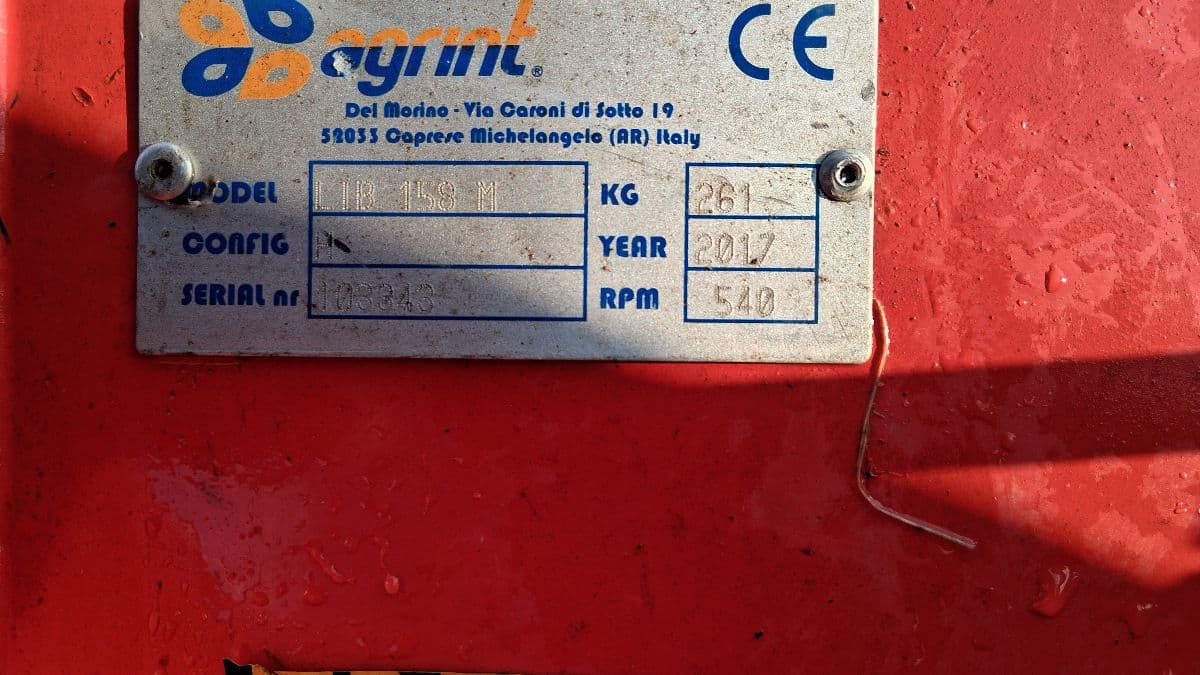 agrint®
CE
Del Morino - Via Caroni di Sotto 19
52033 Caprese Michelangelo (AR) Italy
MODEL LIB 158 M KG 261
CONFIG H YEAR 2017
SERIAL nr 108343 RPM 540